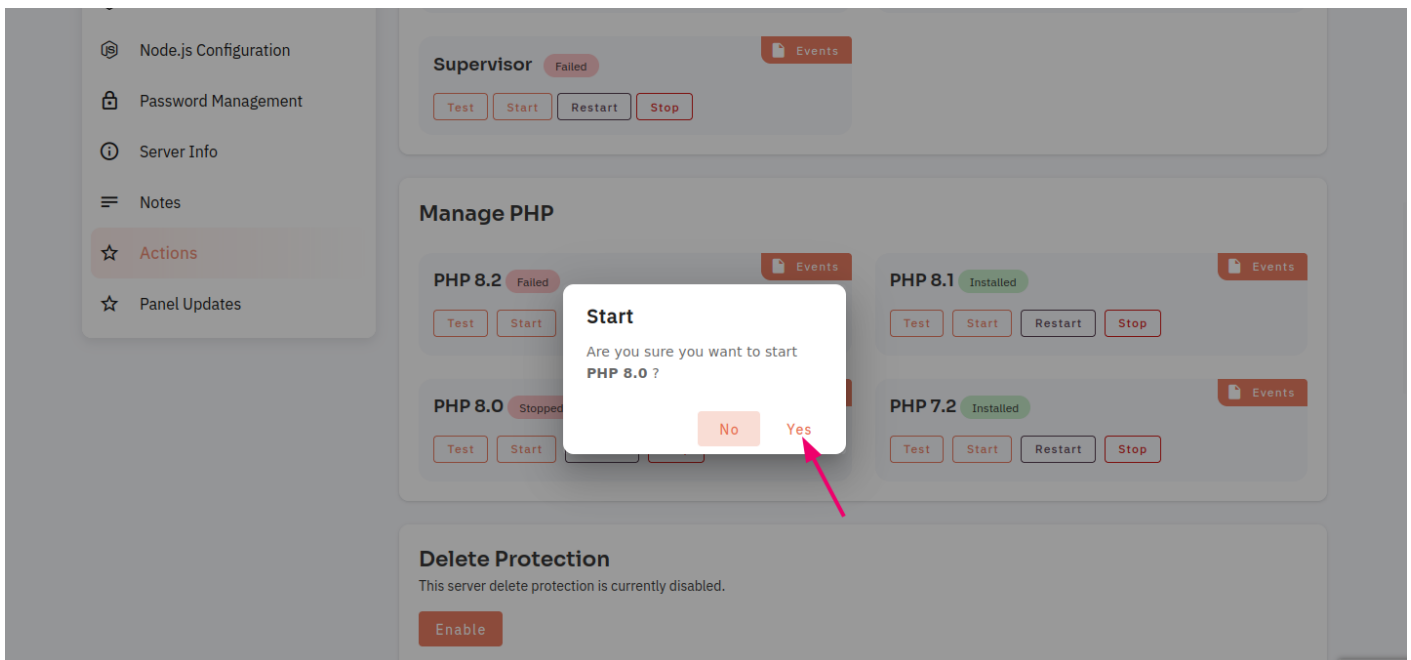 Node.js Configuration
Password Management
Server Info
Notes
Actions
Panel Updates
Supervisor Failed Events
Test Start Restart Stop
Manage PHP
PHP 8.2 Failed Events
Test Start
PHP 8.1 Installed Events
Test Start Restart Stop
PHP 8.0 Stopped
Test Start
PHP 7.2 Installed Events
Test Start Restart Stop
Start
Are you sure you want to start
PHP 8.0 ?
No Yes
Delete Protection
This server delete protection is currently disabled.
Enable